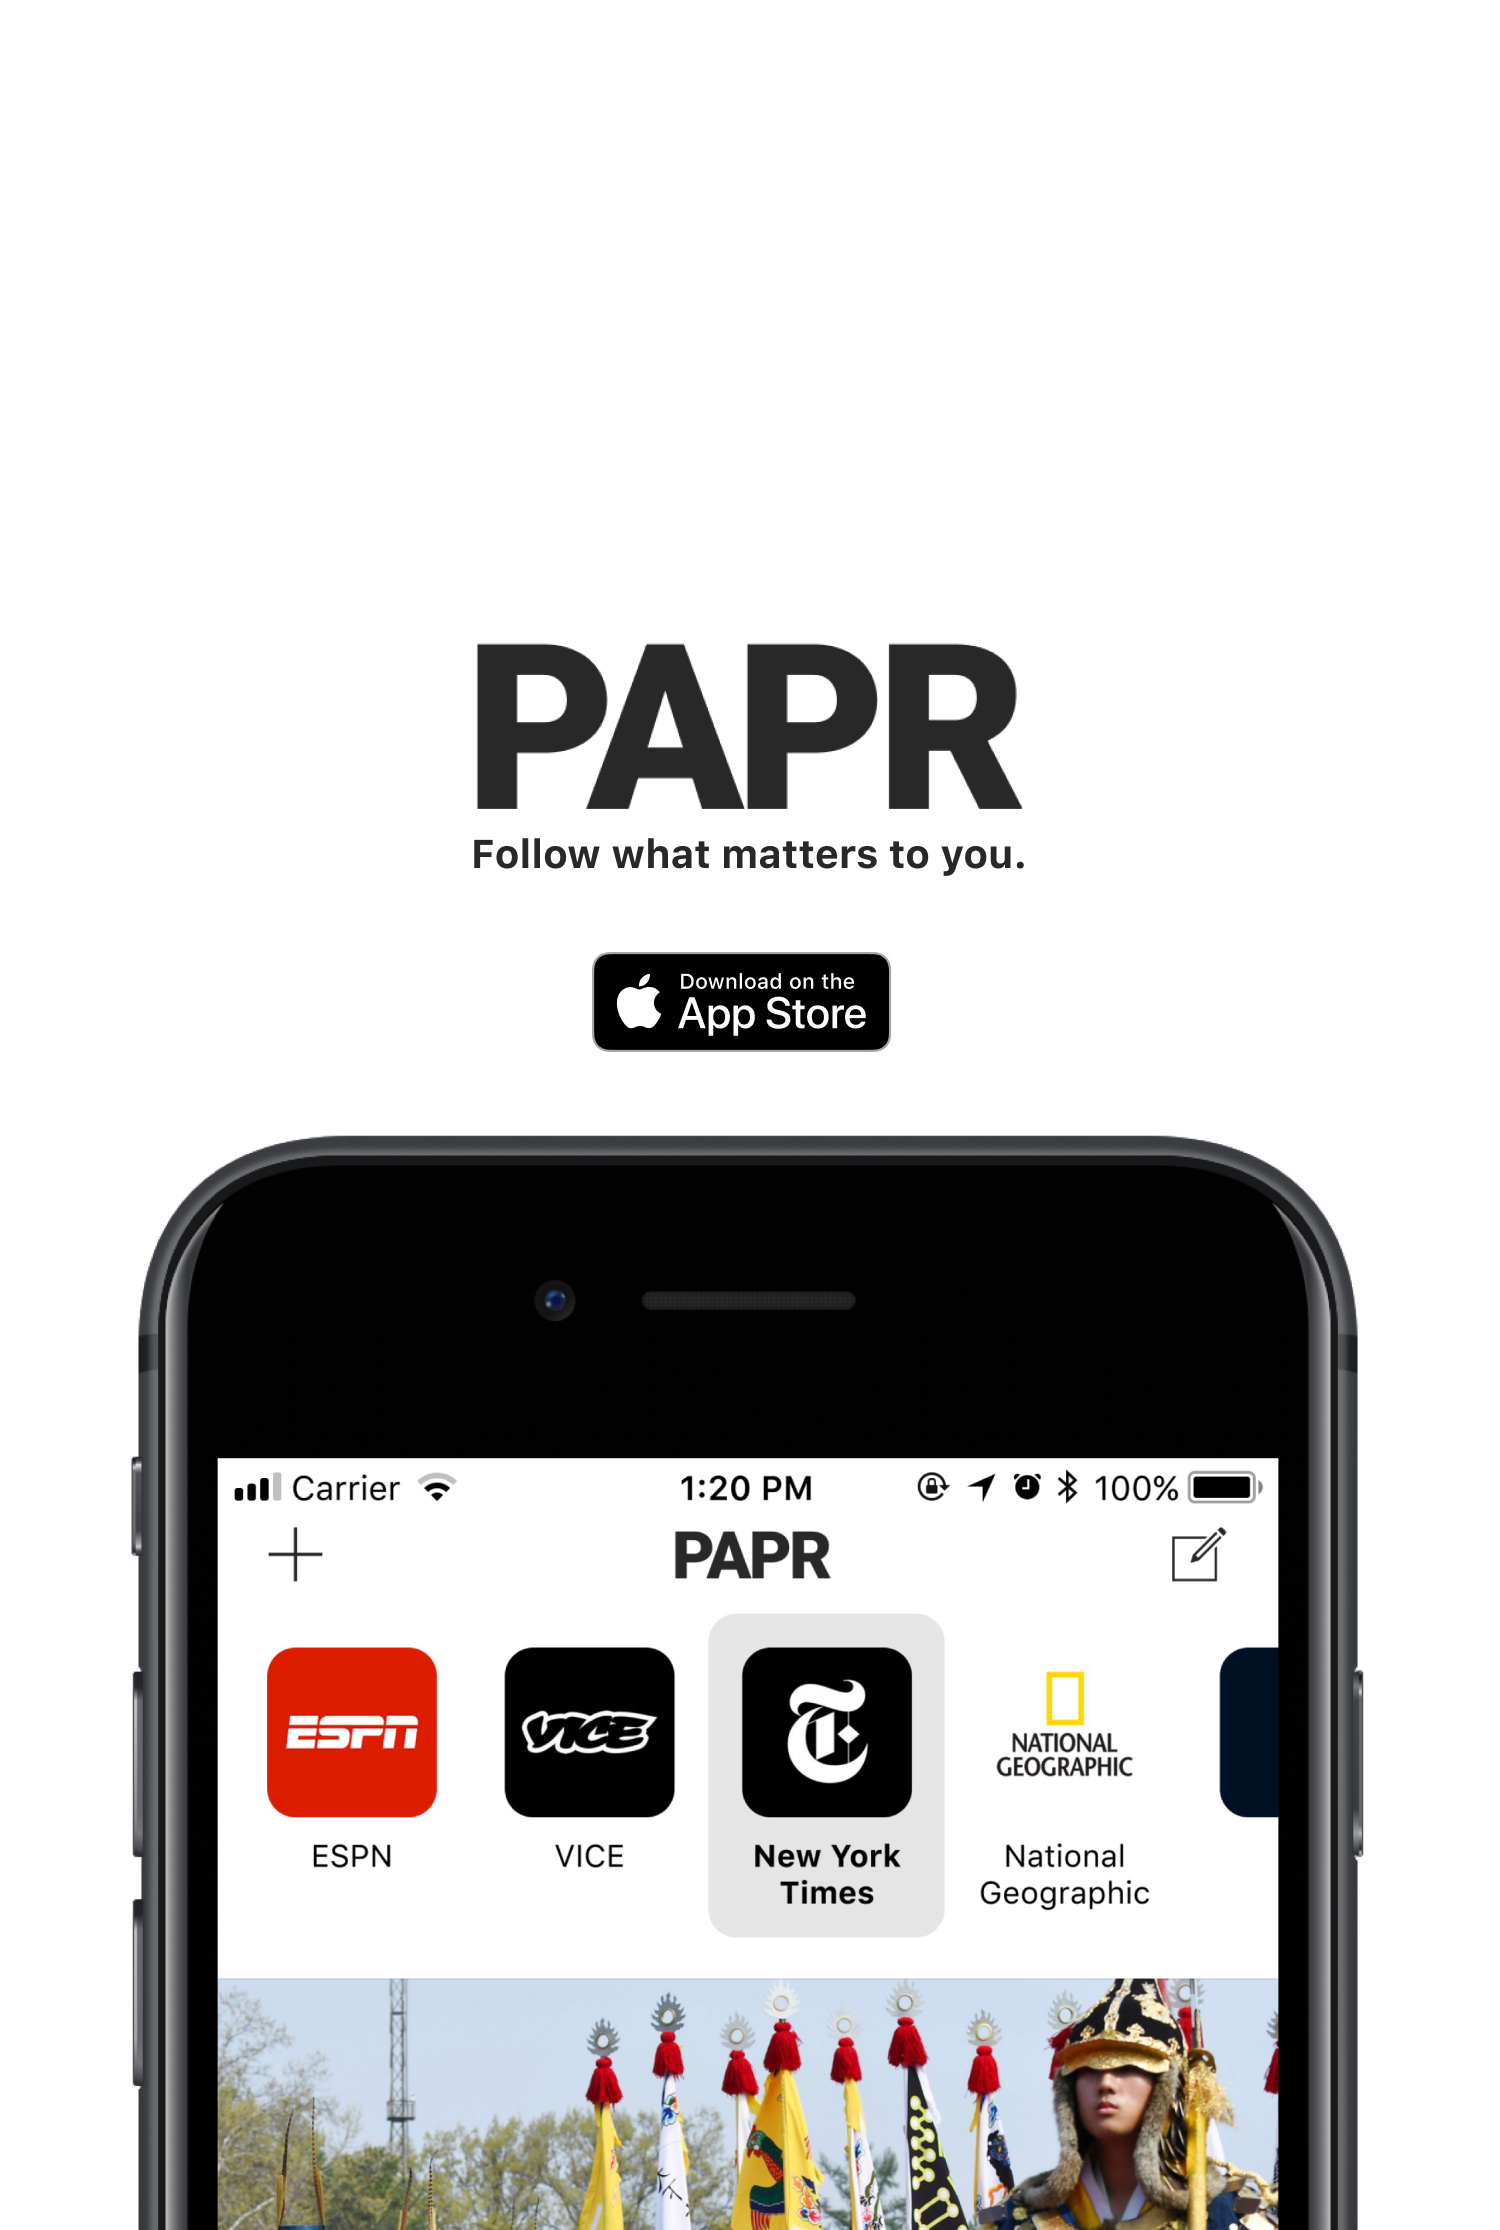 PAPR
Follow what matters to you.
Download on the
App Store
Carrier 1:20 PM 100%
PAPR
ESPN
VICE
NATIONAL
GEOGRAPHIC
ESPN
VICE
New York
Times
National
Geographic